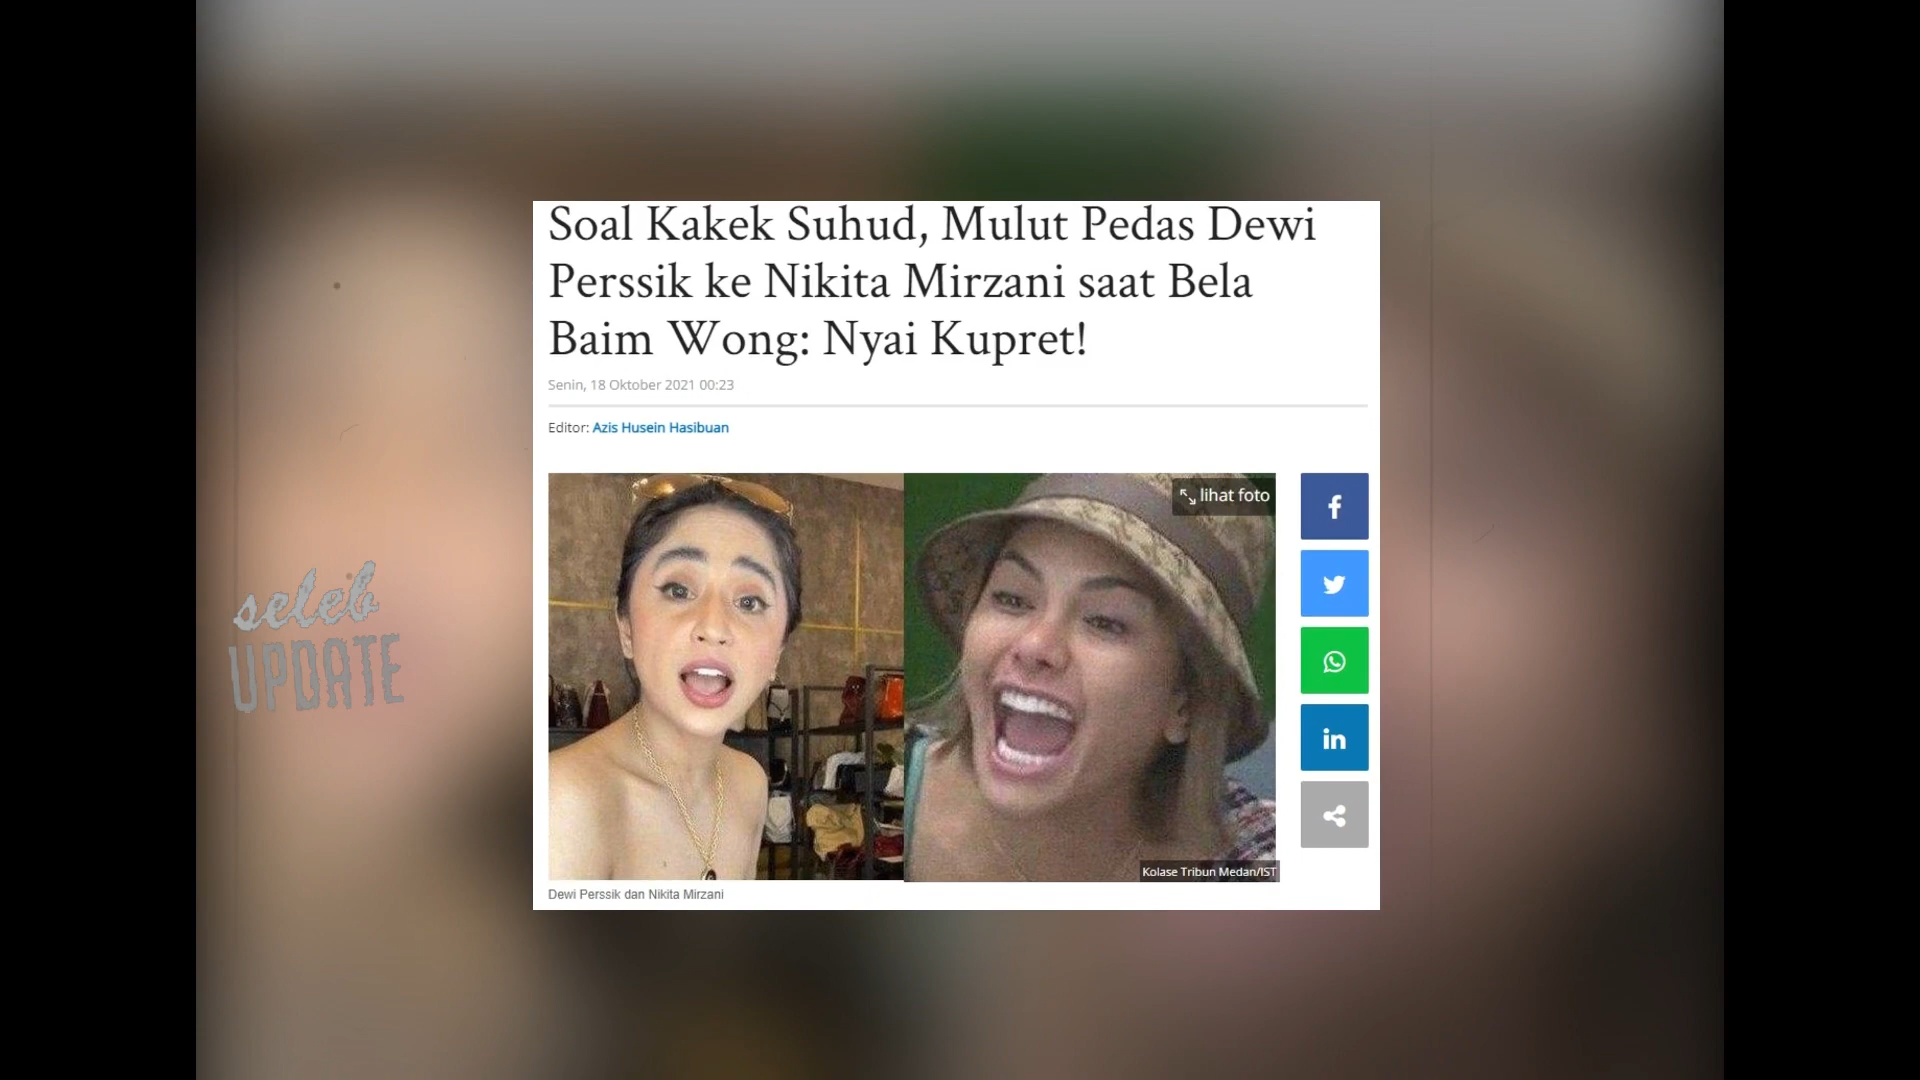 Soal Kakek Suhud, Mulut Pedas Dewi
Perssik ke Nikita Mirzani saat Bela
Baim Wong: Nyai Kupret!
Senin, 18 Oktober 2021 00:23
Editor: Azis Husein Hasibuan
lihat foto
f
in
seleb
UPDATE
Kolase Tribun Medan/IST
Dewi Perssik dan Nikita Mirzani